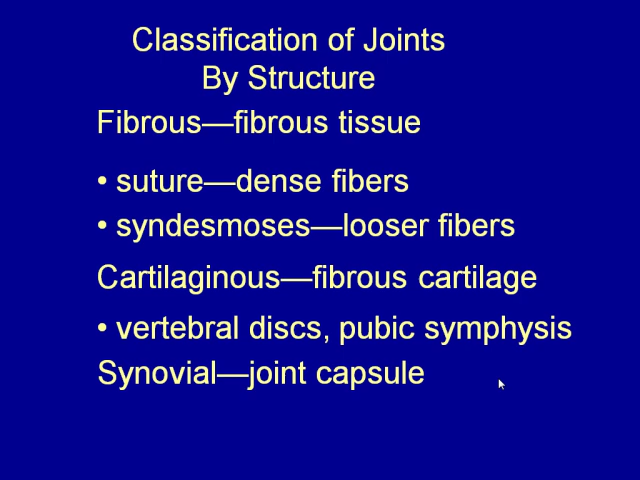 Classification of Joints
By Structure
Fibrous—fibrous tissue
• suture—dense fibers
• syndesmoses—looser fibers
Cartilaginous—fibrous cartilage
• vertebral discs, pubic symphysis
Synovial—joint capsule